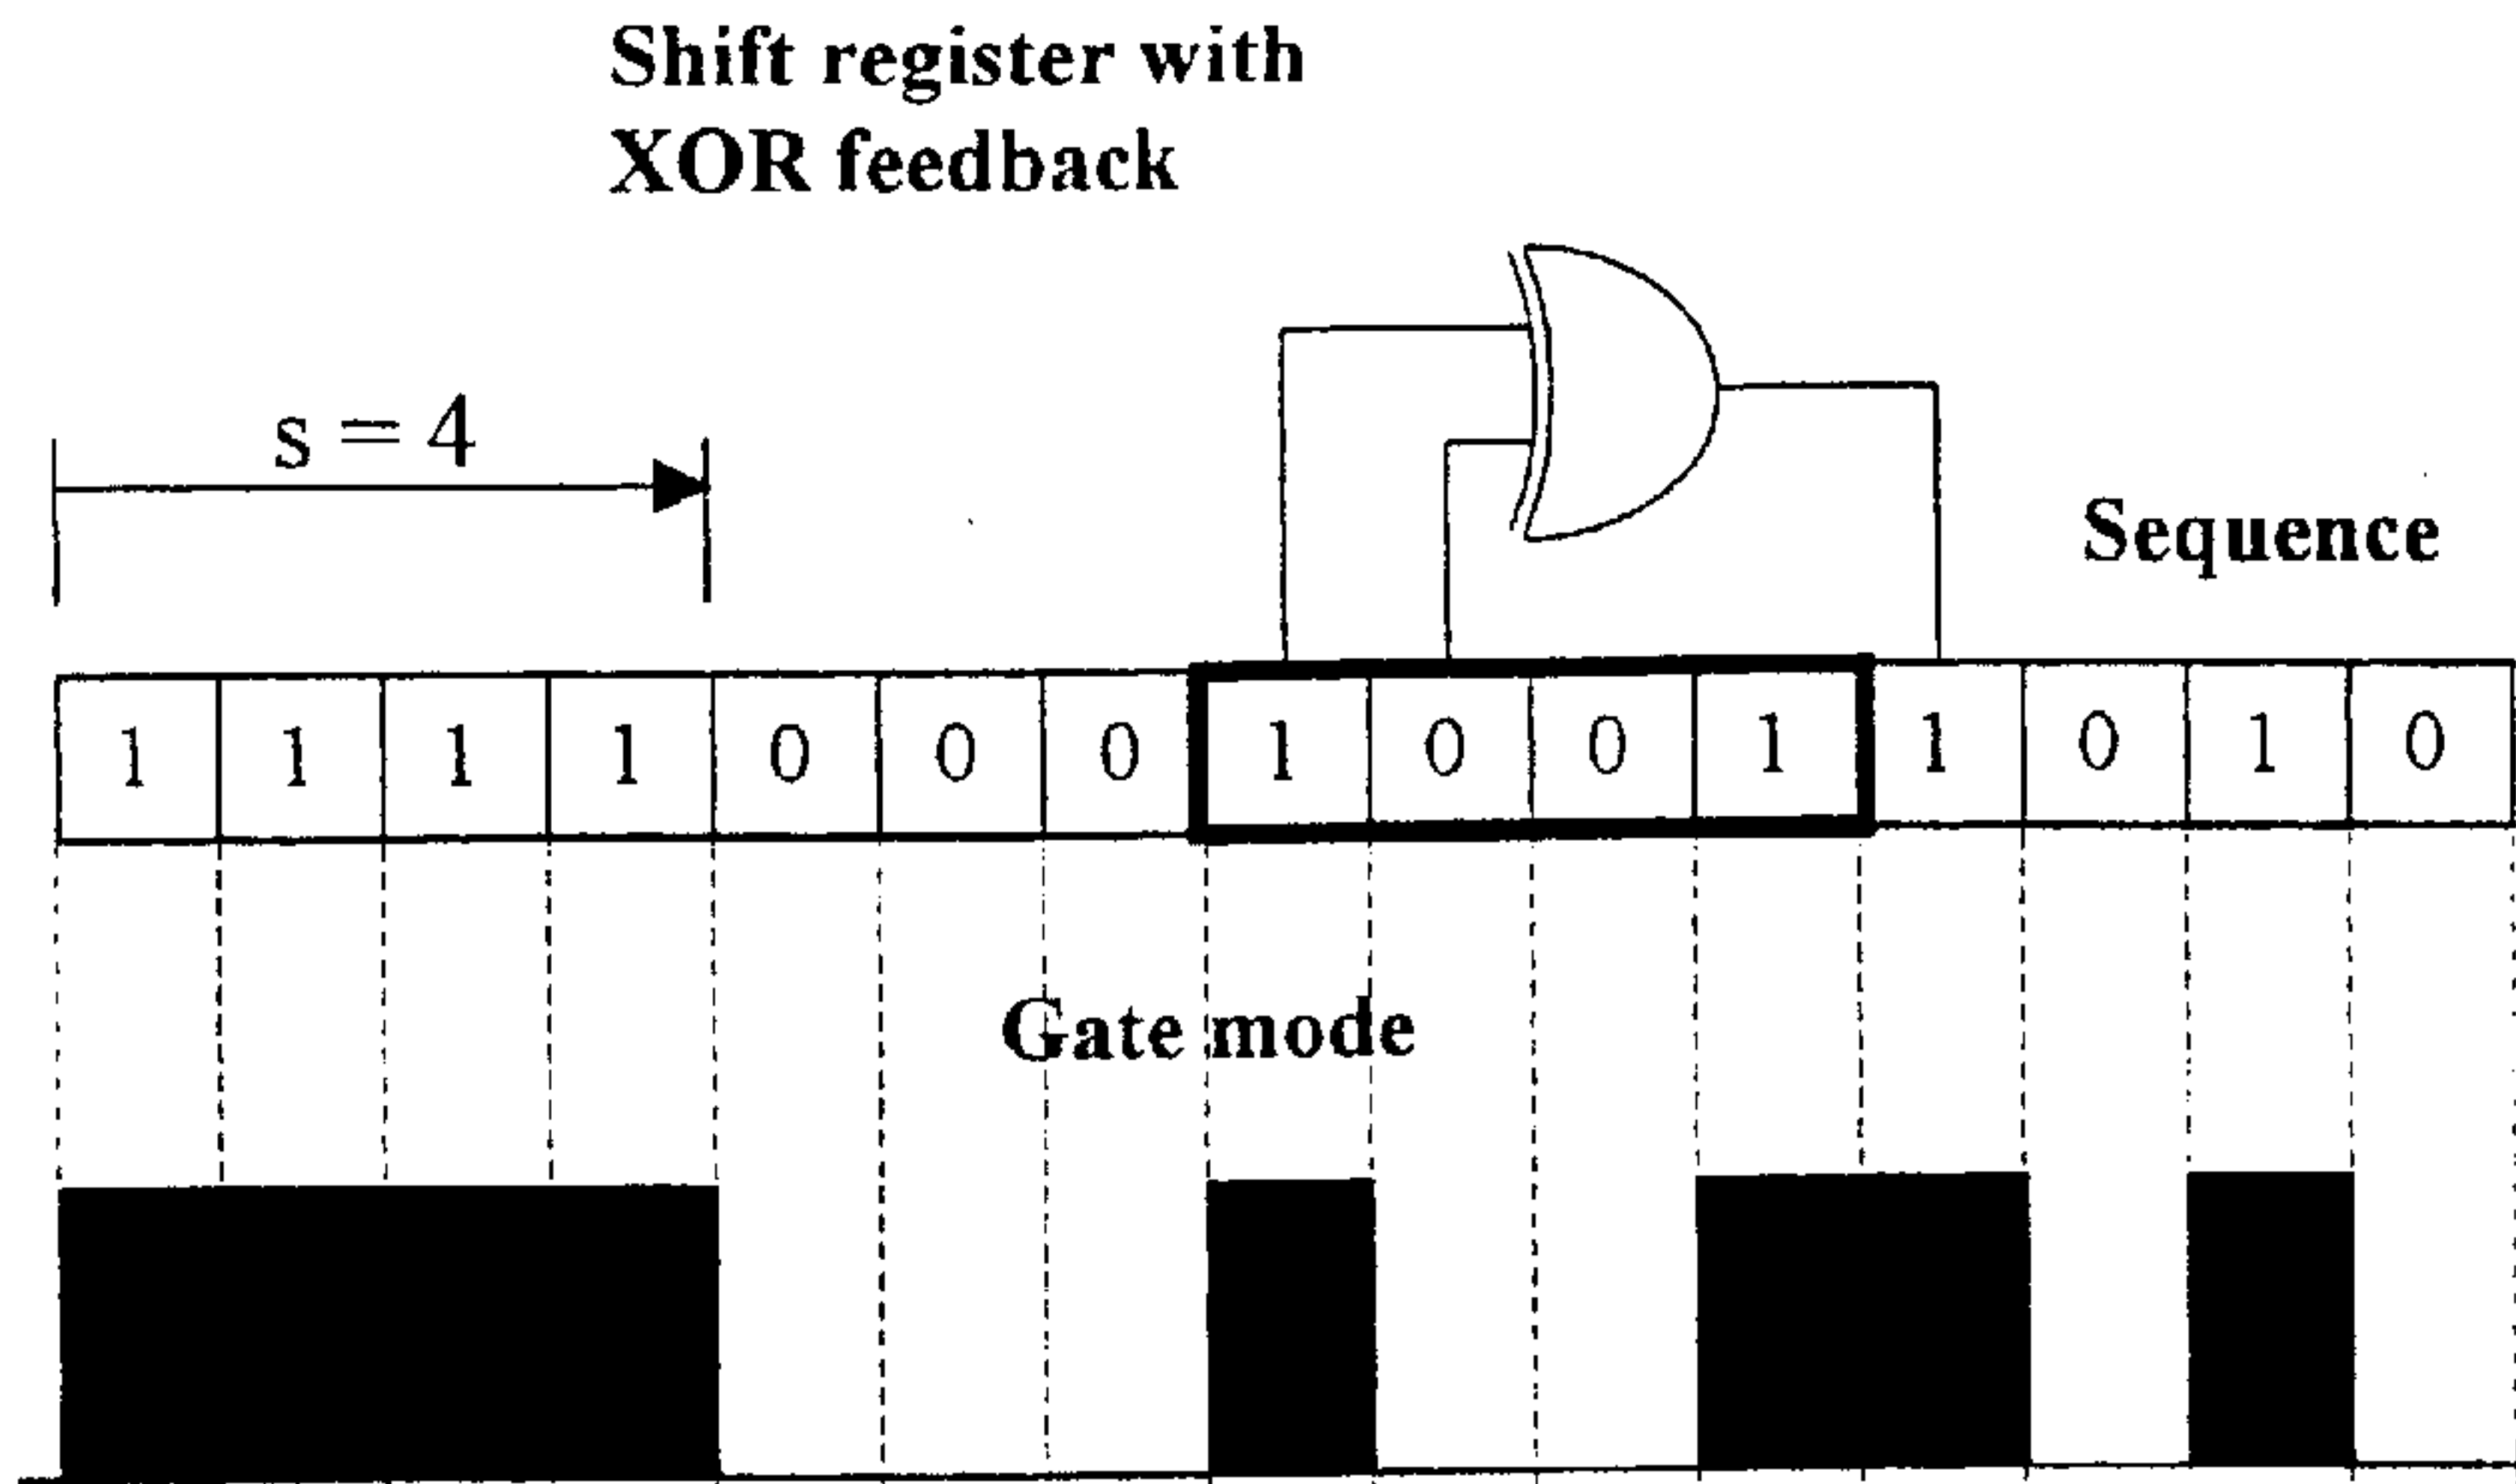 Shift register with
XOR feedback
s = 4
Sequence
1 1 1 1 0 0 0 1 0 0 1 1 0 1 0
Gate mode